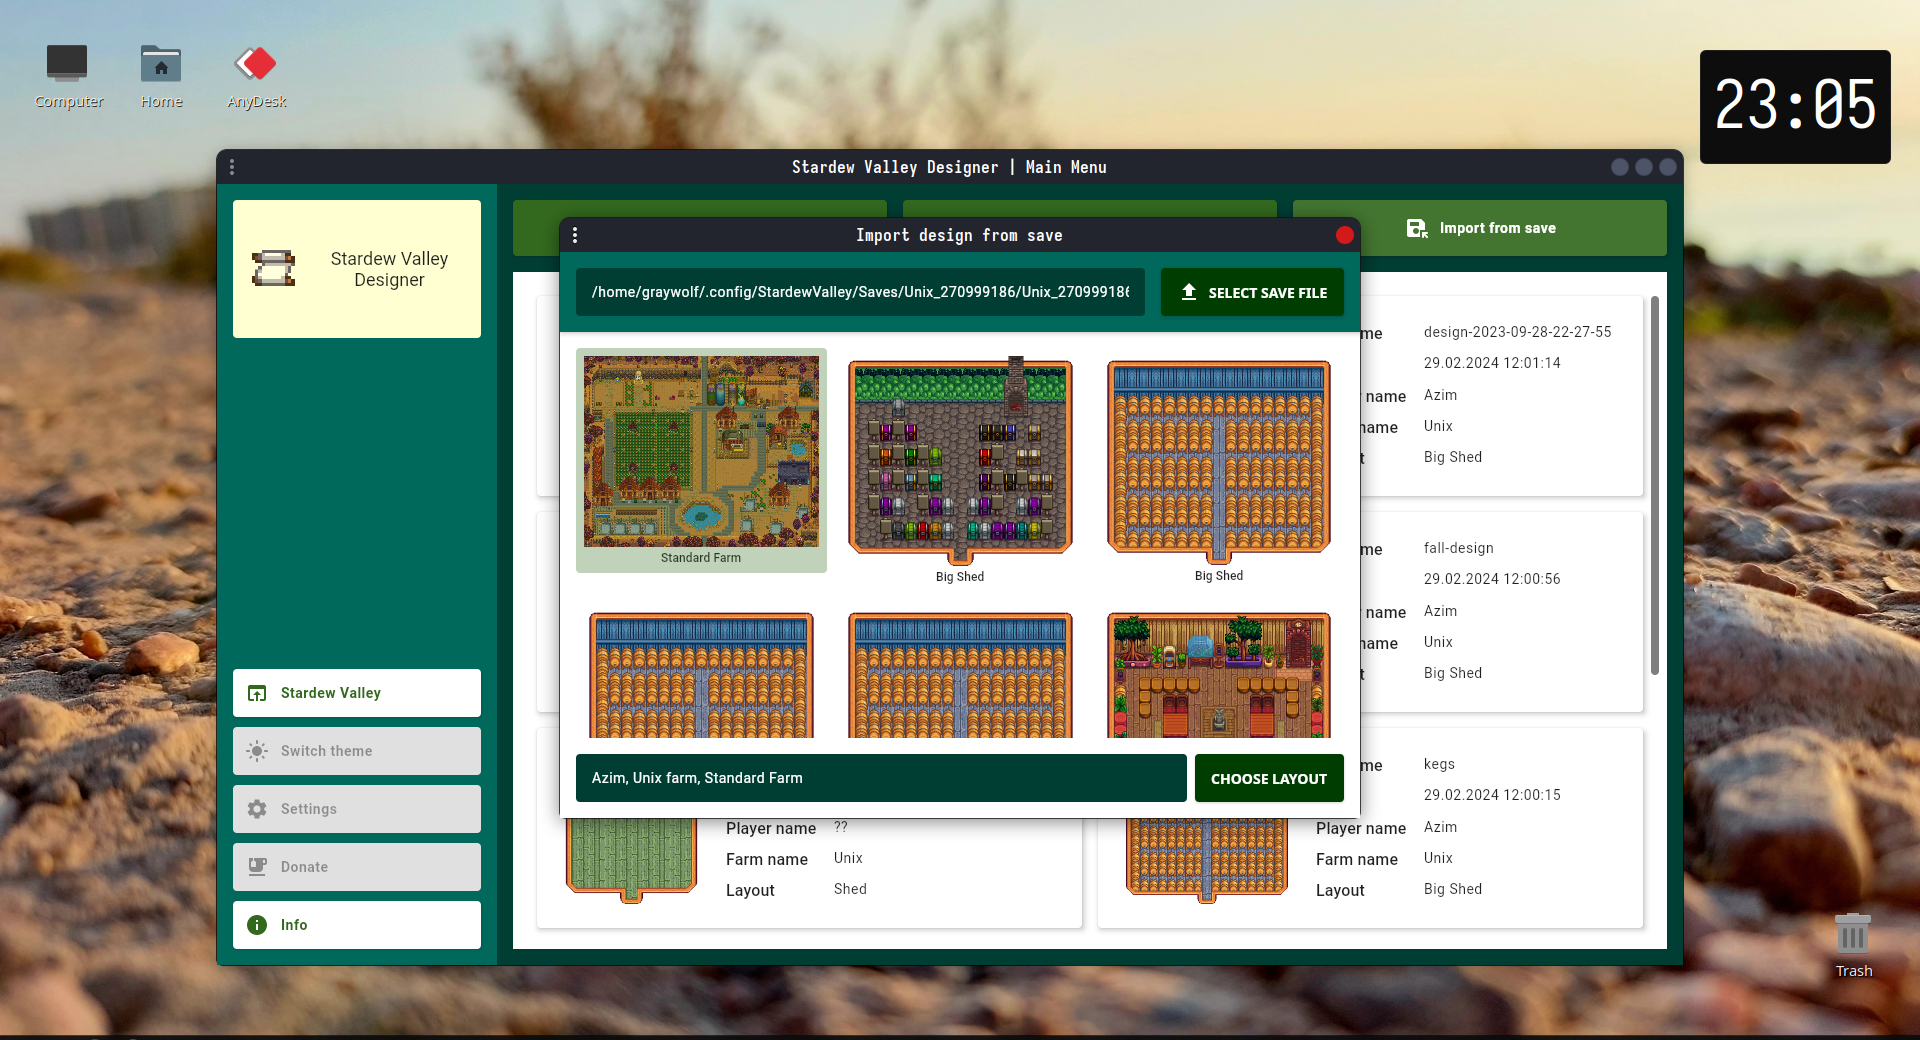 Computer
Home
AnyDesk
23:05
Stardew Valley Designer | Main Menu
Stardew Valley
Designer
Import from save
Import design from save
/home/graywolf/.config/StardewValley/Saves/Unix_270999186/Unix_270999186
SELECT SAVE FILE
Standard Farm
Big Shed
Big Shed
Azim, Unix farm, Standard Farm
CHOOSE LAYOUT
me design-2023-09-28-22-27-55
29.02.2024 12:01:14
name Azim
name Unix
t Big Shed
me fall-design
29.02.2024 12:00:56
name Azim
name Unix
t Big Shed
me kegs
29.02.2024 12:00:15
Player name ??
Farm name Unix
Layout Shed
Player name Azim
Farm name Unix
Layout Big Shed
Stardew Valley
Switch theme
Settings
Donate
Info
Trash